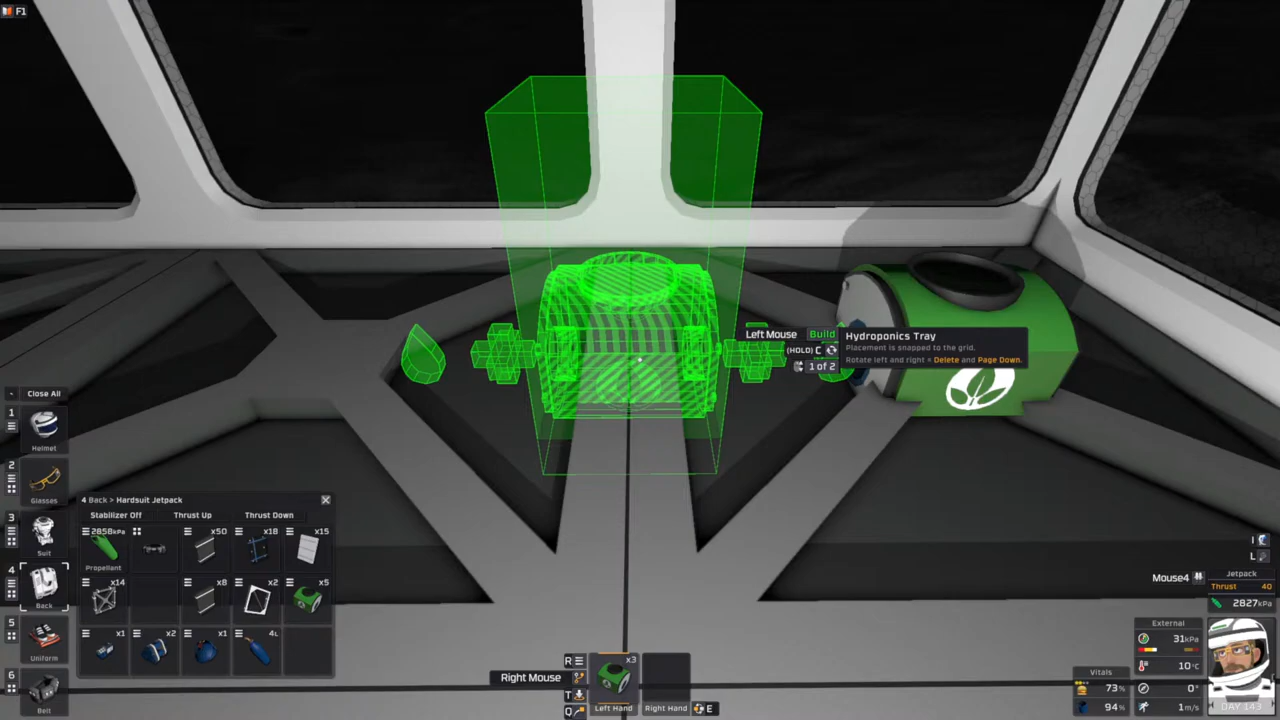 F1
Left Mouse Build
(HOLD) C
1 of 2
Hydroponics Tray
Placement is snapped to the grid.
Rotate left and right = Delete and Page Down.
Close All
1
Helmet
2
Glasses
3
Suit
4
Back
5
Uniform
6
Belt
4 Back > Hardsuit Jetpack
Stabilizer Off Thrust Up Thrust Down
2858kPa x50 x18 x15
Propellent
x14 x8 x2 x5
x1 x2 x1 4L
Right Mouse
R
T
Q
x3
Left Hand
Right Hand
E
I
L
Mouse4
Jetpack
Thrust 40
2827kPa
External
31kPa
10°C
Vitals
73%
94%
0°
1m/s
DAY 143